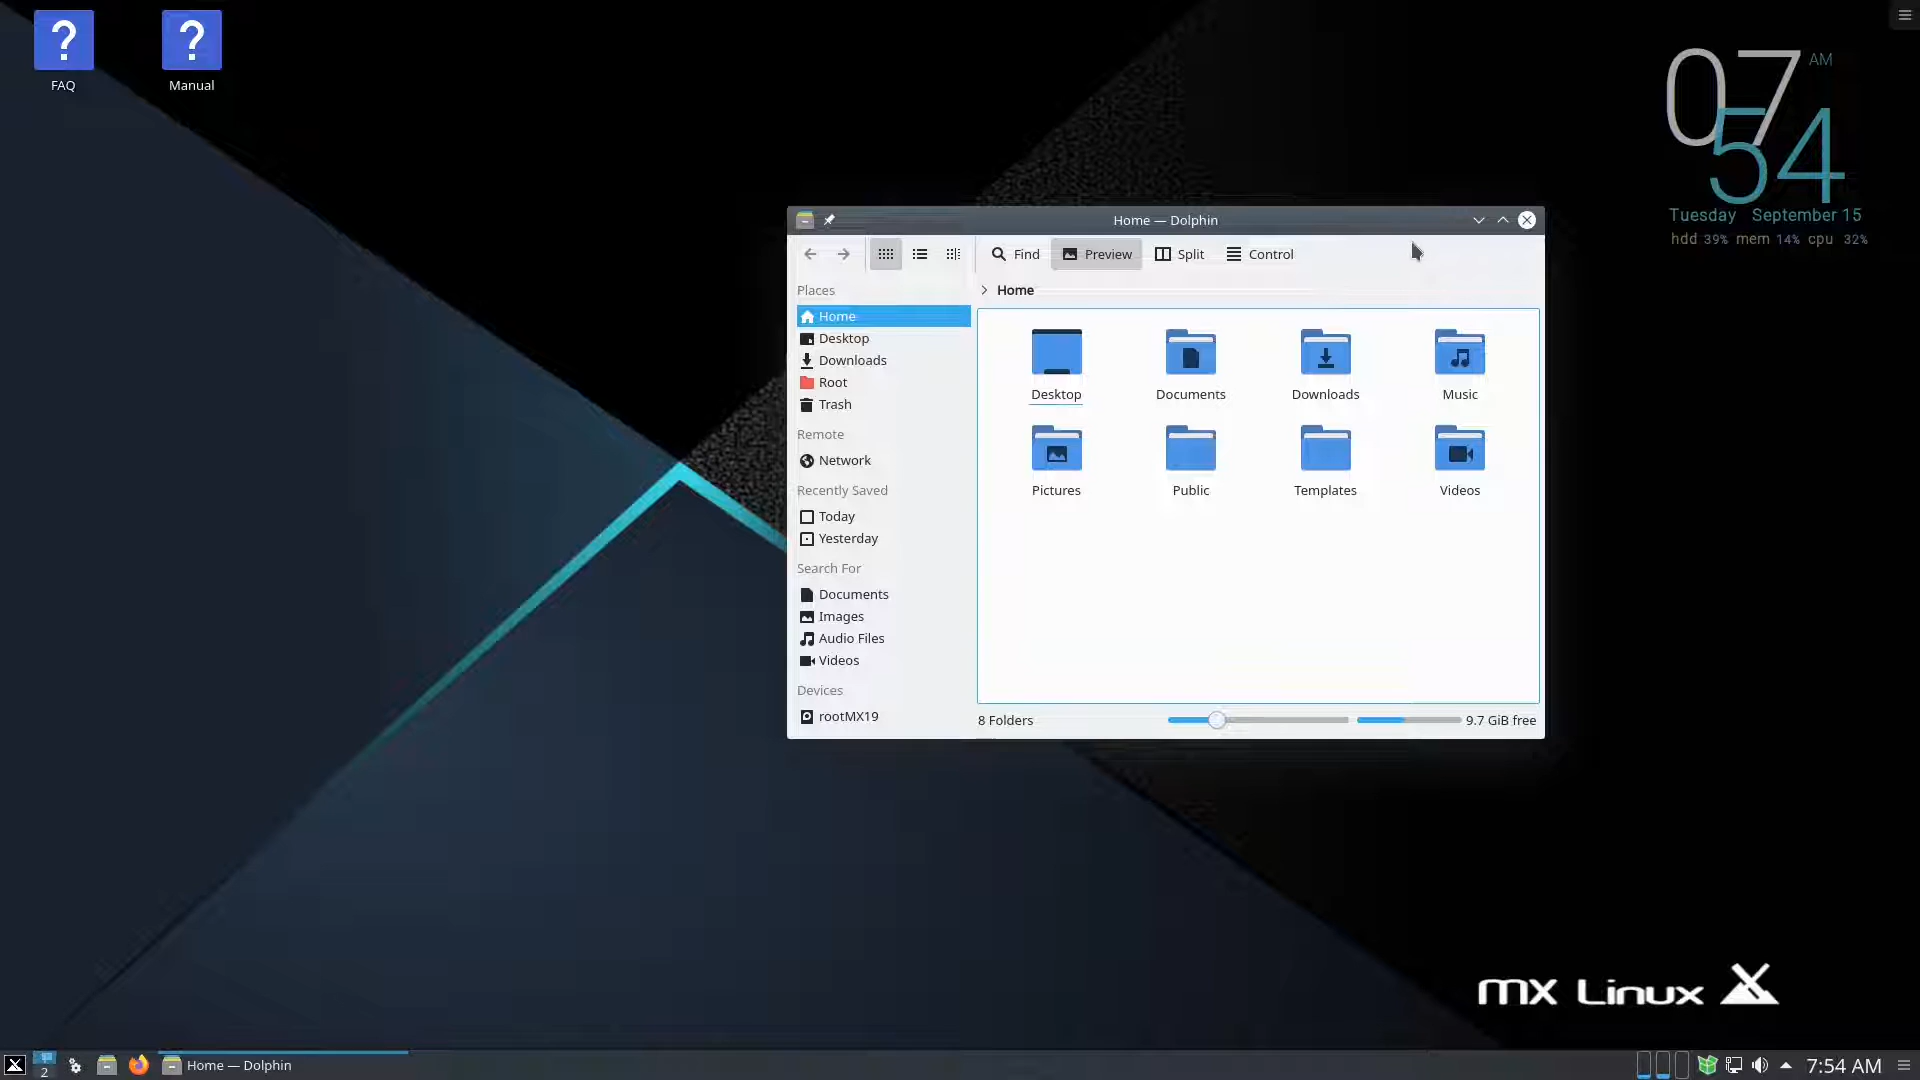 FAQ
Manual
07 AM
54
Tuesday September 15
hdd 39% mem 14% cpu 32%
Home — Dolphin
Find
Preview
Split
Control
Places
Home
Desktop
Downloads
Root
Trash
Remote
Network
Recently Saved
Today
Yesterday
Search For
Documents
Images
Audio Files
Videos
Devices
rootMX19
Home
Desktop
Documents
Downloads
Music
Pictures
Public
Templates
Videos
8 Folders
9.7 GiB free
MX Linux
2
Home — Dolphin
7:54 AM